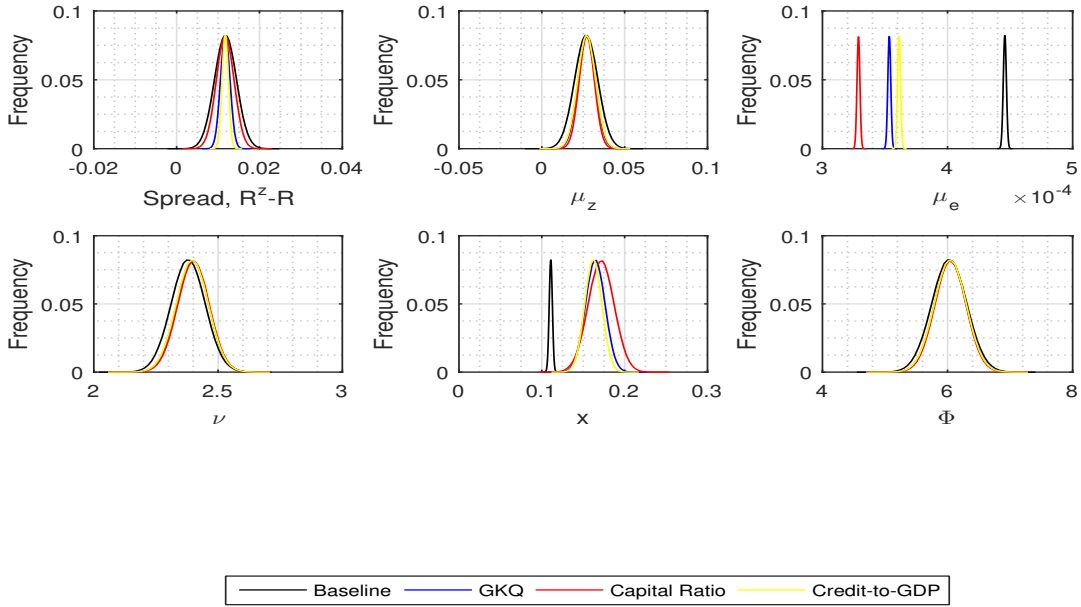 Frequency
0.1
0.05
0
-0.02 0 0.02 0.04
Spread, R^z-R
Frequency
0.1
0.05
0
-0.05 0 0.05 0.1
μ_z
Frequency
0.1
0.05
0
3 4 5
μ_e × 10^-4
Frequency
0.1
0.05
0
2 2.5 3
ν
Frequency
0.1
0.05
0
0 0.1 0.2 0.3
x
Frequency
0.1
0.05
0
4 6 8
Φ
Baseline GKQ Capital Ratio Credit-to-GDP